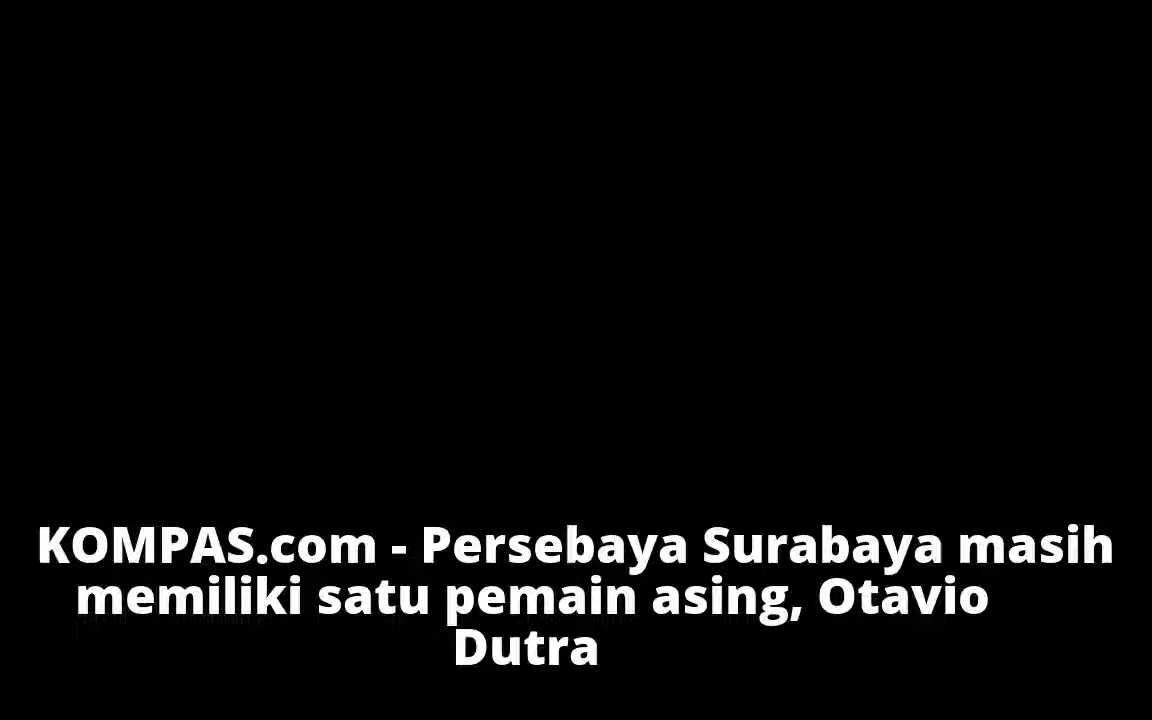 KOMPAS.com - Persebaya Surabaya masih
memiliki satu pemain asing, Otavio
Dutra